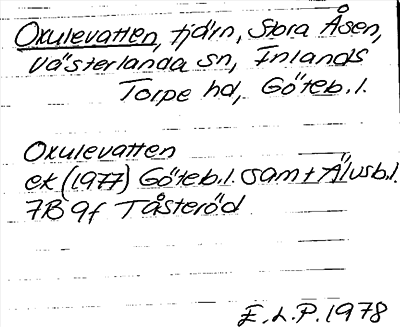 Oxulevatten, tjärn, Stora Åsen,
Västerlanda sn, Inlands
Torpe hd, Göteb.l.
Oxulevatten
ek (1977) Göteb.l. samt Älvsb.l.
7B 9f Tåsteröd
E.L.P. 1978